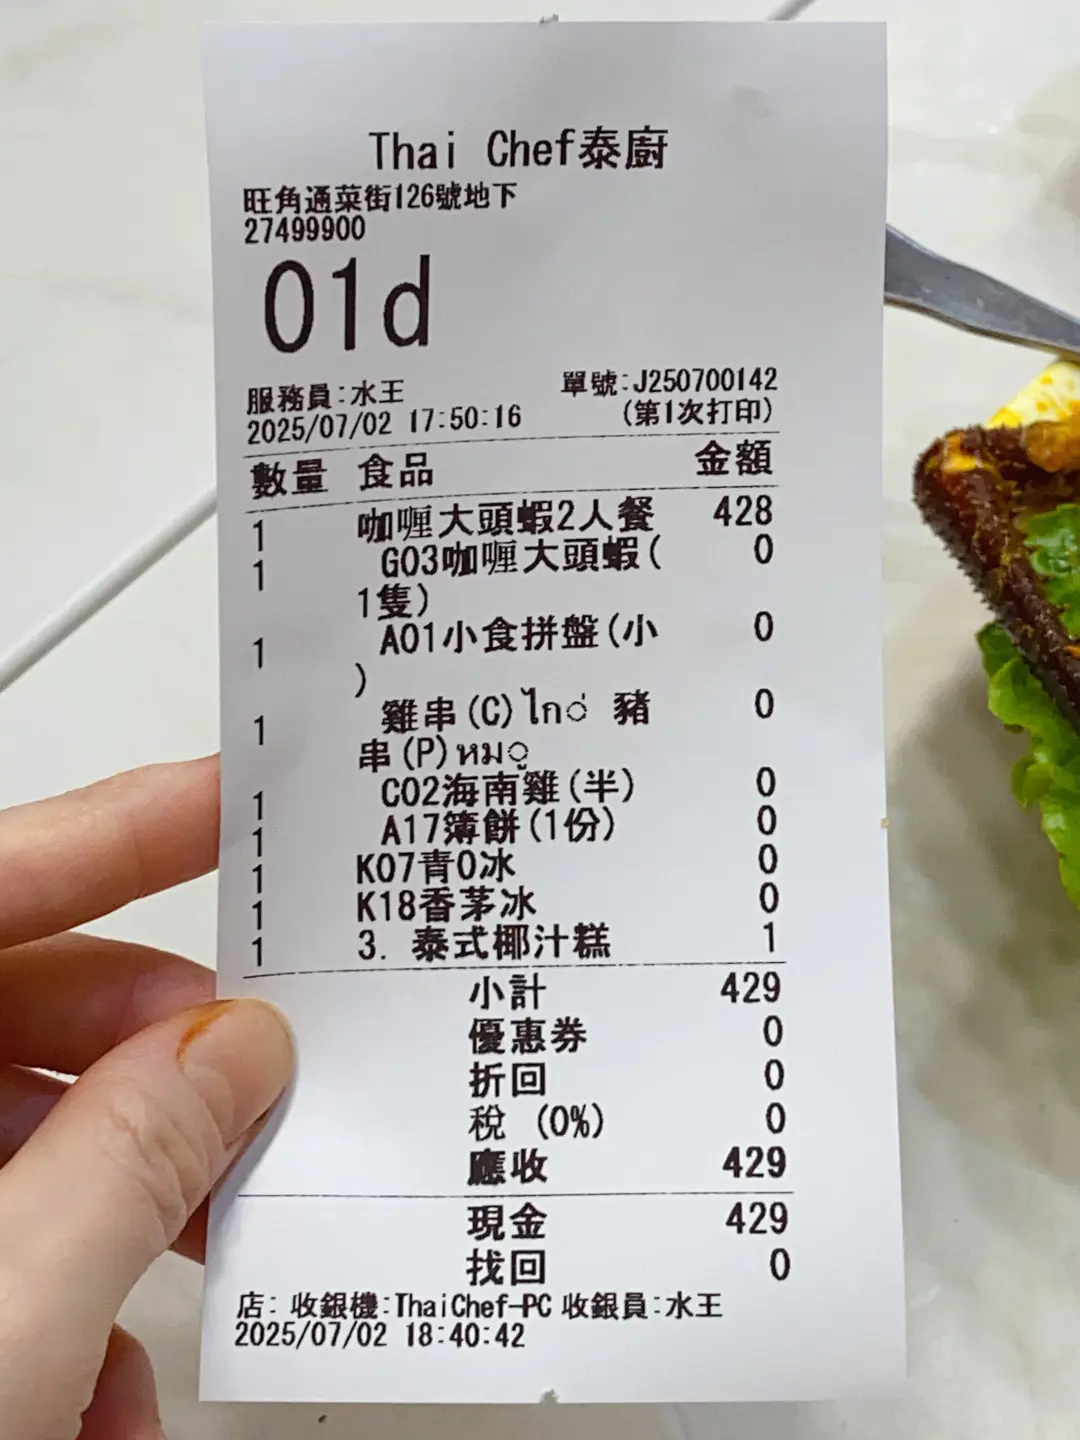 Thai Chef泰廚
旺角通菜街126號地下
27499900
01d
服務員:水王 單號:J250700142
2025/07/02 17:50:16 (第1次打印)
數量 食品 金額
1 咖喱大頭蝦2人餐 428
1 G03咖喱大頭蝦( 0
1隻)
1 A01小食拼盤(小 0
)
1 雞串(C)ไก่ 豬 0
串(P)หมู
1 C02海南雞(半) 0
1 A17簿餅(1份) 0
1 K07青0冰 0
1 K18香茅冰 0
1 3. 泰式椰汁糕 1
小計 429
優惠券 0
折回 0
稅 (0%) 0
應收 429
現金 429
找回 0
店: 收銀機:ThaiChef-PC 收銀員:水王
2025/07/02 18:40:42